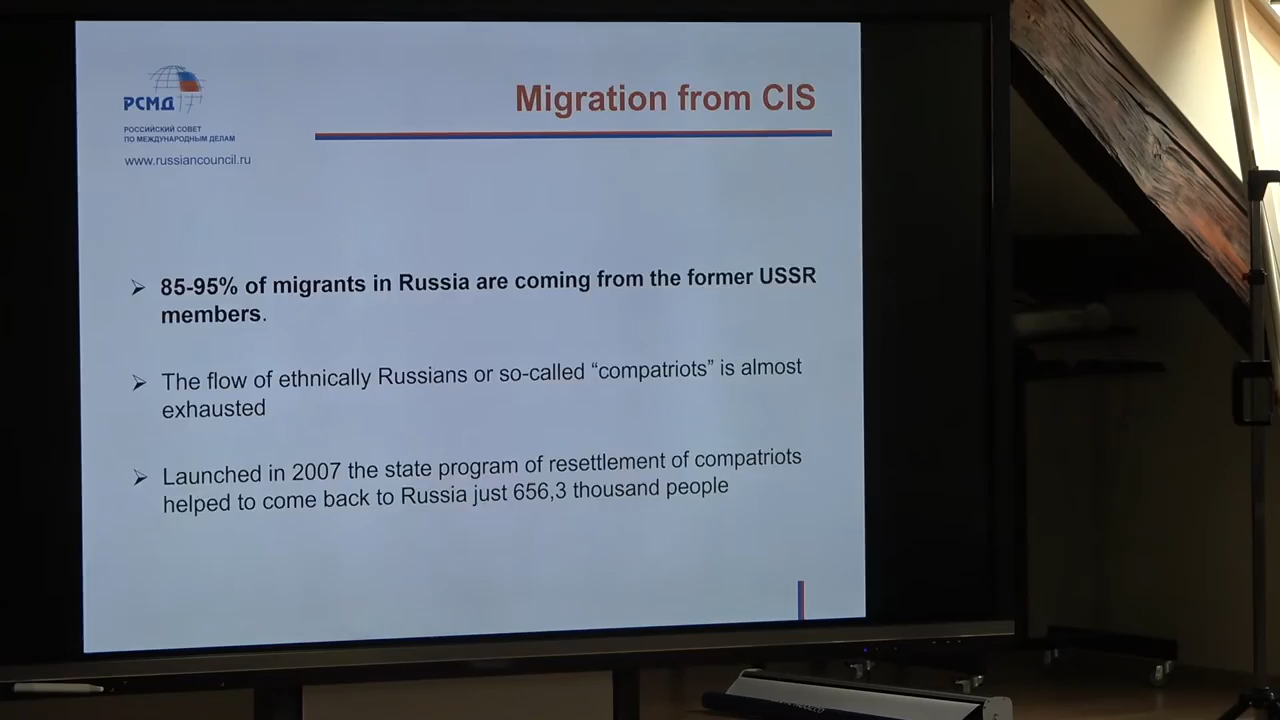 РСМД
РОССИЙСКИЙ СОВЕТ
ПО МЕЖДУНАРОДНЫМ ДЕЛАМ
www.russiancouncil.ru
Migration from CIS
85-95% of migrants in Russia are coming from the former USSR
members.
The flow of ethnically Russians or so-called “compatriots” is almost
exhausted
Launched in 2007 the state program of resettlement of compatriots
helped to come back to Russia just 656,3 thousand people